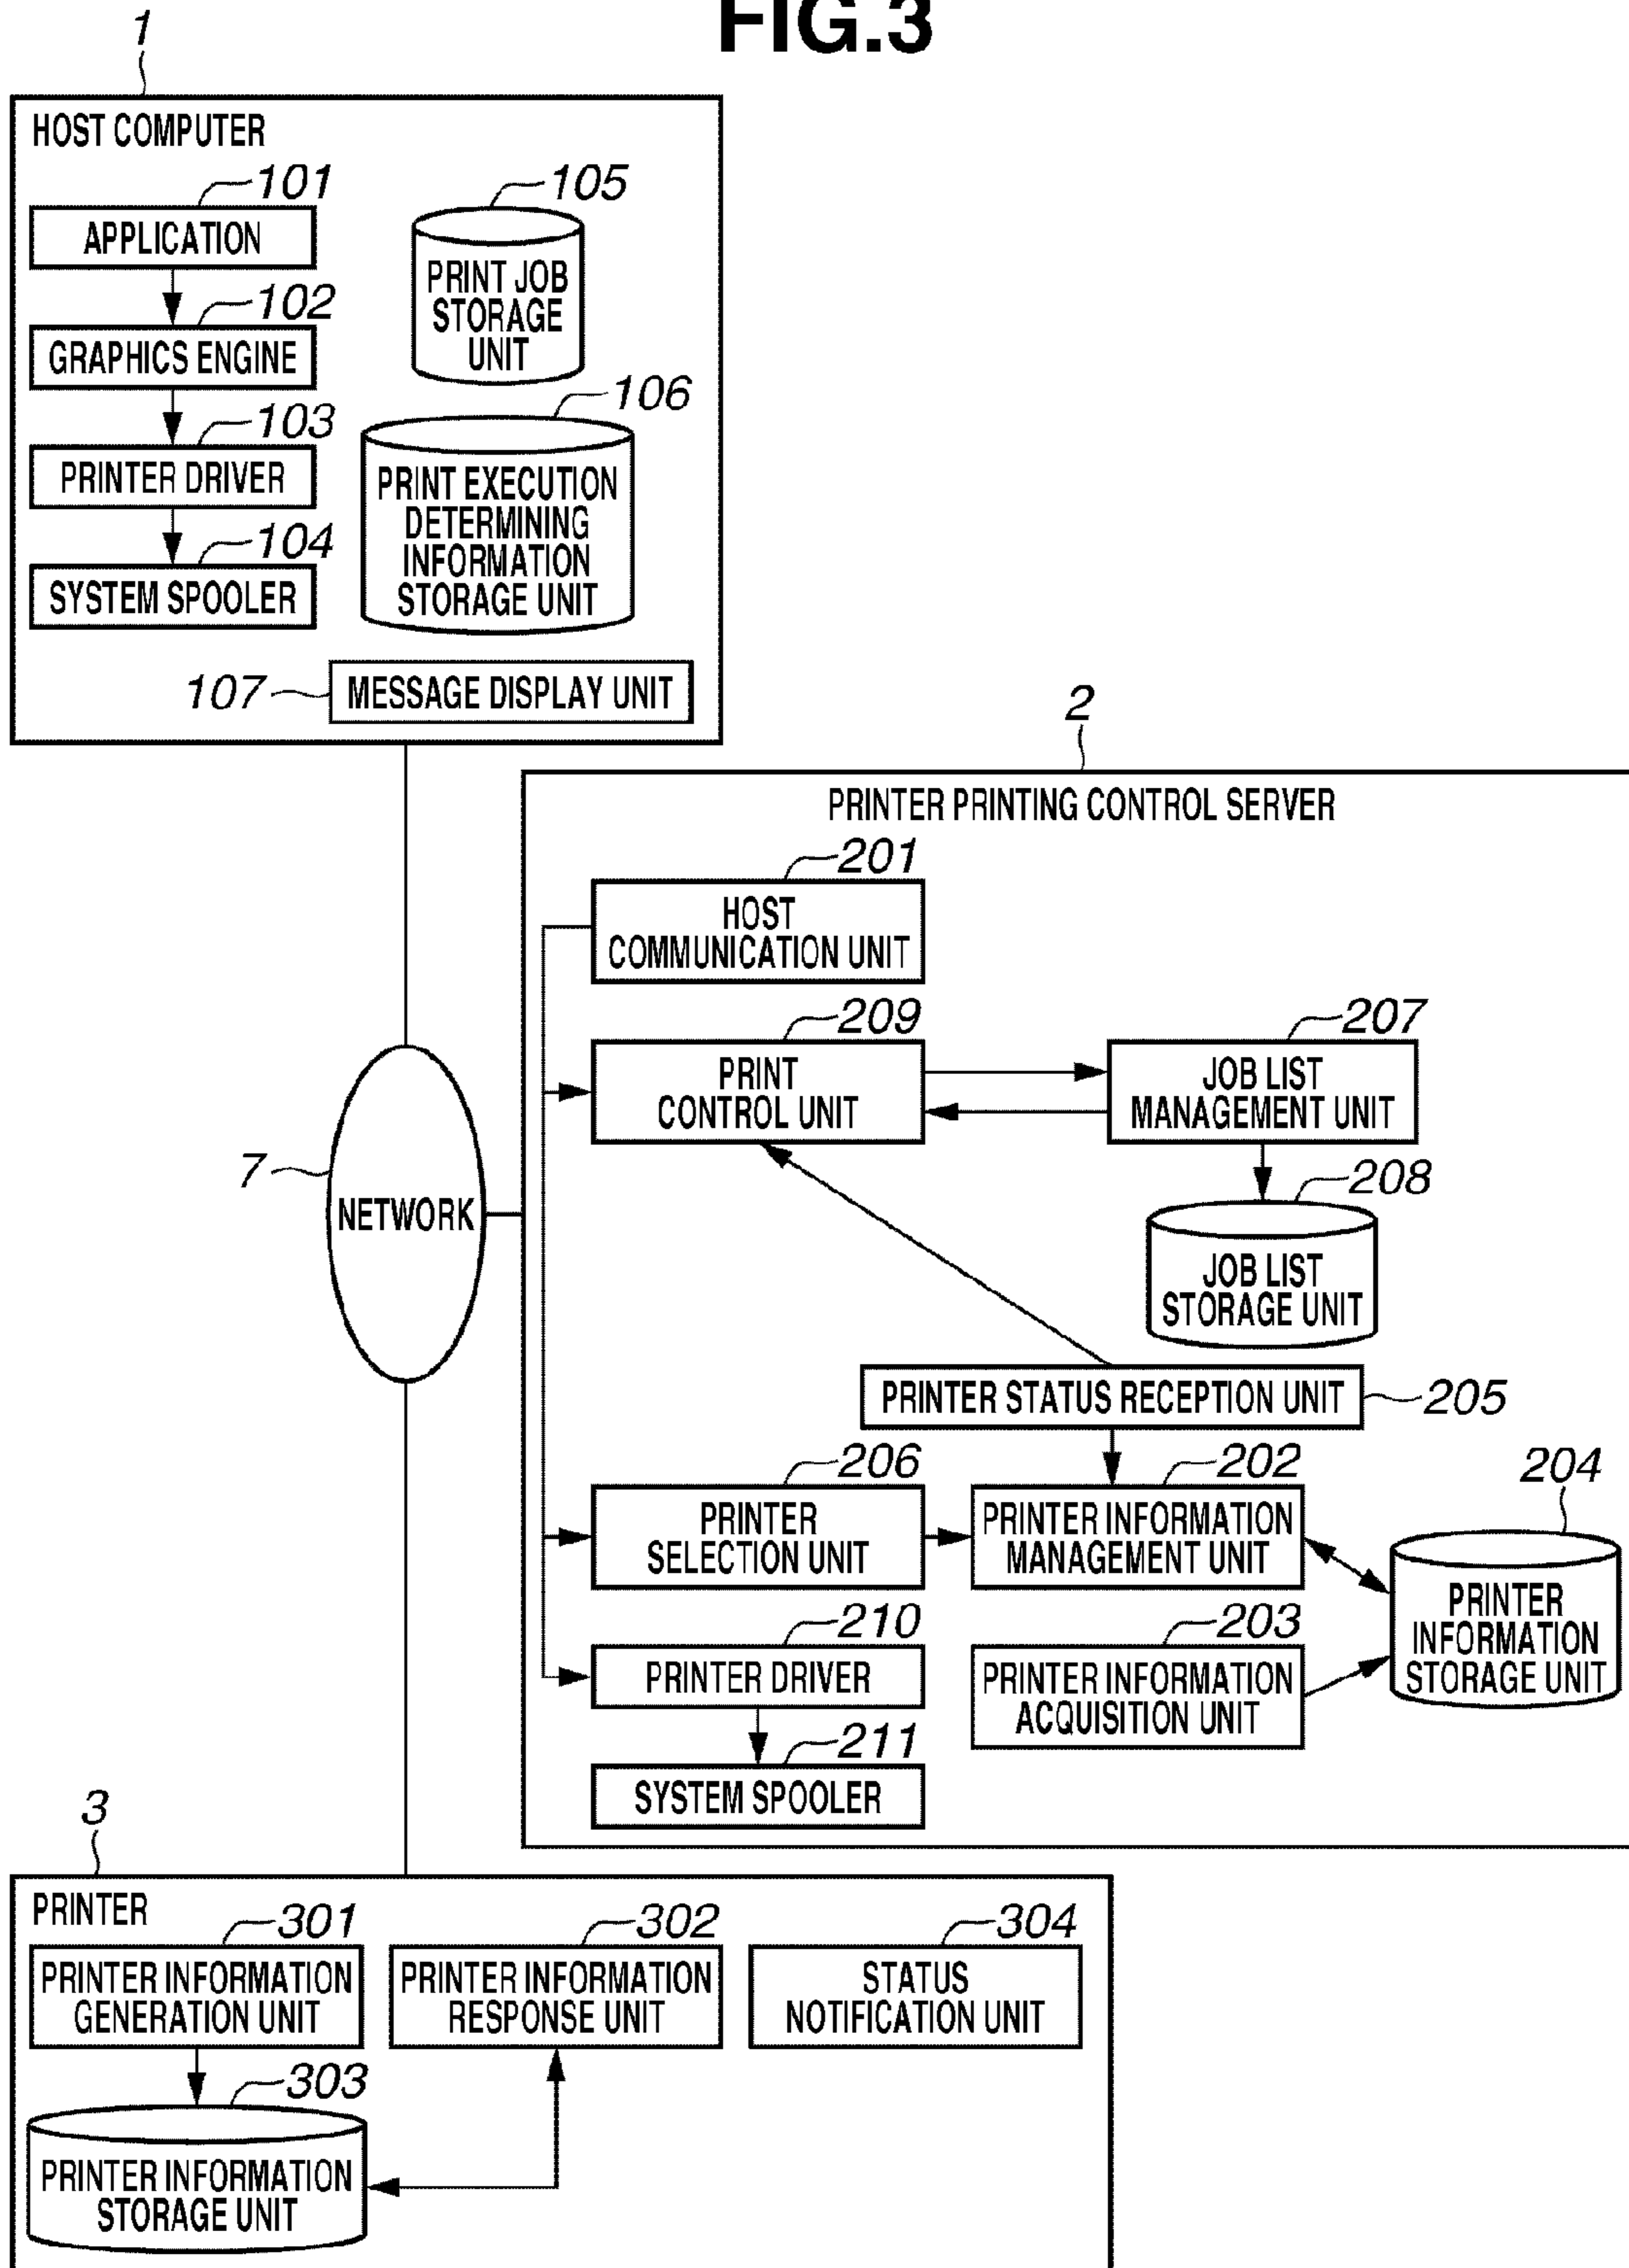 FIG.3
1
HOST COMPUTER
101
APPLICATION
102
GRAPHICS ENGINE
103
PRINTER DRIVER
104
SYSTEM SPOOLER
105
PRINT JOB
STORAGE
UNIT
106
PRINT EXECUTION
DETERMINING
INFORMATION
STORAGE UNIT
107
MESSAGE DISPLAY UNIT
7
NETWORK
2
PRINTER PRINTING CONTROL SERVER
201
HOST
COMMUNICATION UNIT
209
PRINT
CONTROL UNIT
207
JOB LIST
MANAGEMENT UNIT
208
JOB LIST
STORAGE UNIT
PRINTER STATUS RECEPTION UNIT
205
206
PRINTER
SELECTION UNIT
202
PRINTER INFORMATION
MANAGEMENT UNIT
204
PRINTER
INFORMATION
STORAGE UNIT
210
PRINTER DRIVER
203
PRINTER INFORMATION
ACQUISITION UNIT
211
SYSTEM SPOOLER
3
PRINTER
301
PRINTER INFORMATION
GENERATION UNIT
302
PRINTER INFORMATION
RESPONSE UNIT
304
STATUS
NOTIFICATION UNIT
303
PRINTER INFORMATION
STORAGE UNIT